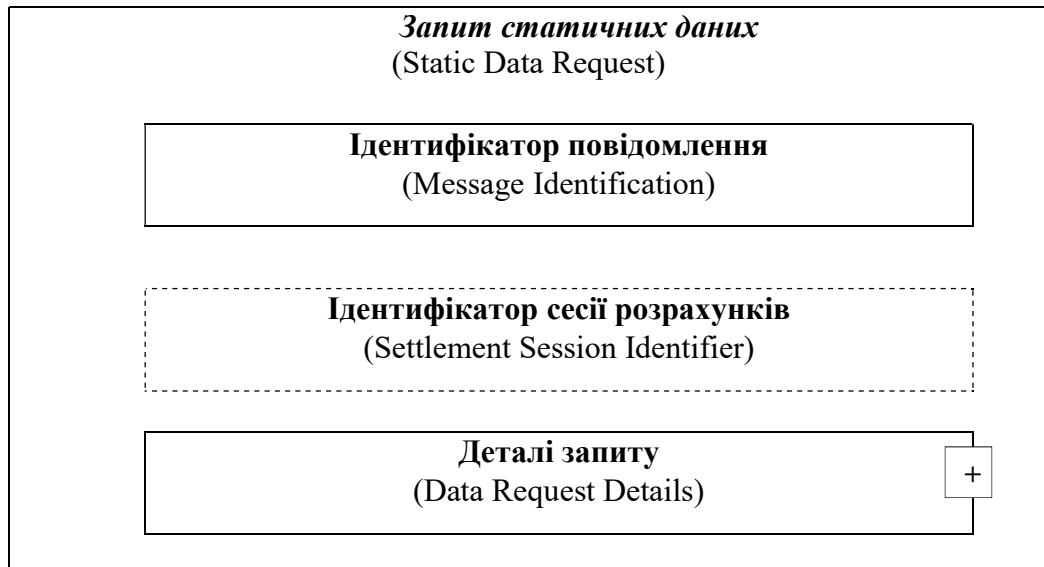 Запит статичних даних
(Static Data Request)
Ідентифікатор повідомлення
(Message Identification)
Ідентифікатор сесії розрахунків
(Settlement Session Identifier)
Деталі запиту
(Data Request Details)
+